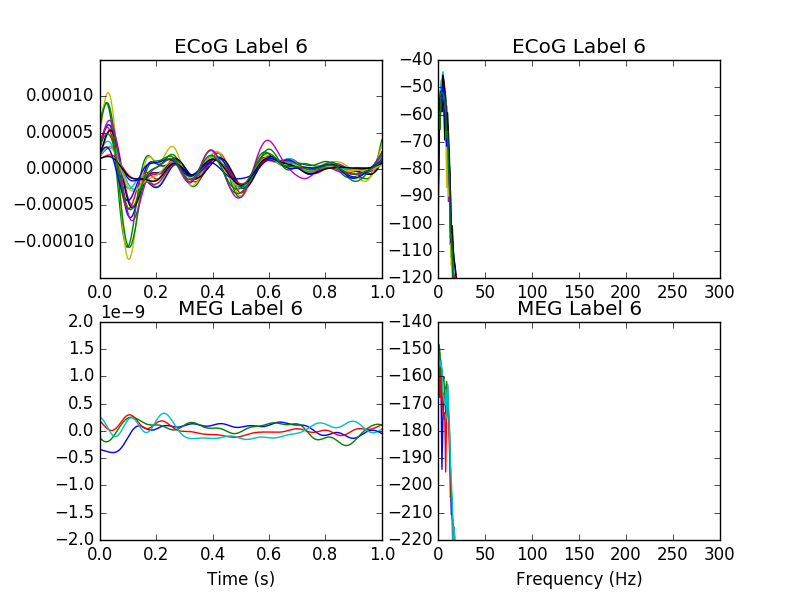 ECoG Label 6
0.00010
0.00005
0.00000
−0.00005
−0.00010
0.0 0.2 0.4 0.6 0.8 1.0
ECoG Label 6
−40
−50
−60
−70
−80
−90
−100
−110
−120
0 50 100 150 200 250 300
1e−9
MEG Label 6
2.0
1.5
1.0
0.5
0.0
−0.5
−1.0
−1.5
−2.0
0.0 0.2 0.4 0.6 0.8 1.0
Time (s)
MEG Label 6
−140
−150
−160
−170
−180
−190
−200
−210
−220
0 50 100 150 200 250 300
Frequency (Hz)